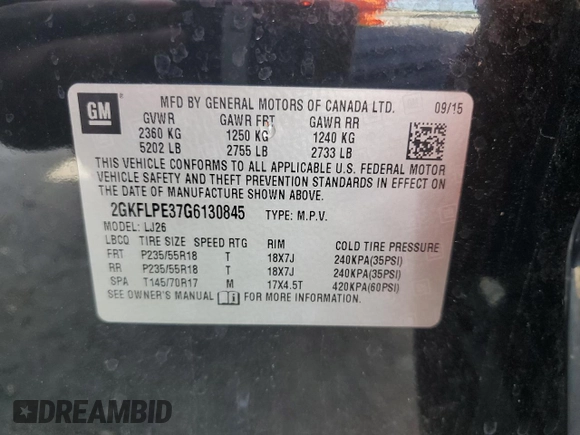 GM
MFD BY GENERAL MOTORS OF CANADA LTD. 09/15
GVWR GAWR FRT GAWR RR
2360 KG 1250 KG 1240 KG
5202 LB 2755 LB 2733 LB
THIS VEHICLE CONFORMS TO ALL APPLICABLE U.S. FEDERAL MOTOR
VEHICLE SAFETY AND THEFT PREVENTION STANDARDS IN EFFECT ON
THE DATE OF MANUFACTURE SHOWN ABOVE.
2GKFLPE37G6130845 TYPE: M.P.V.
MODEL: LJ26
LBCQ TIRE SIZE SPEED RTG RIM COLD TIRE PRESSURE
FRT P235/55R18 T 18X7J 240KPA(35PSI)
RR P235/55R18 T 18X7J 240KPA(35PSI)
SPA T145/70R17 M 17X4.5T 420KPA(60PSI)
SEE OWNER'S MANUAL FOR MORE INFORMATION.
DREAMBID